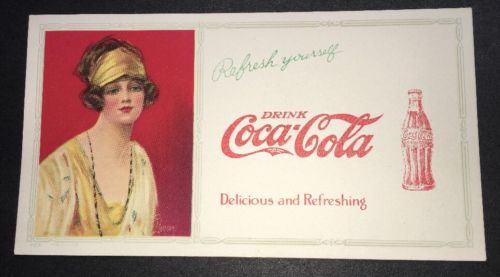 Refresh yourself
DRINK
Coca-Cola
Delicious and Refreshing